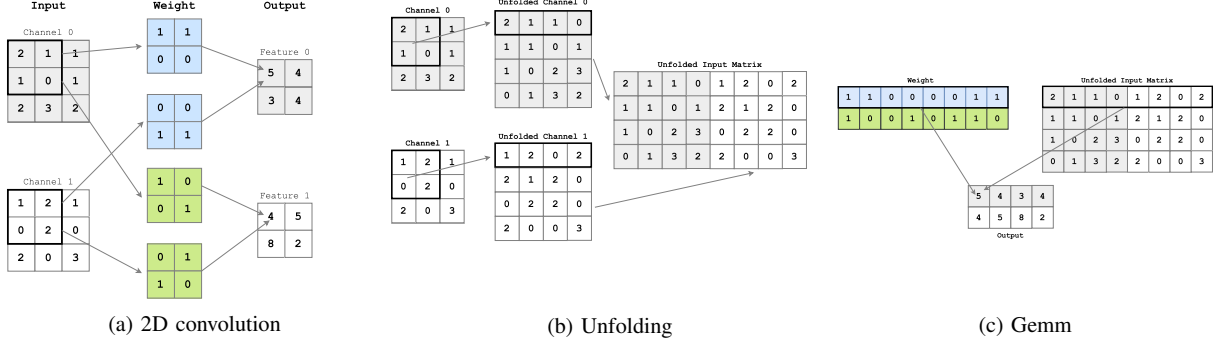 Input Weight Output
Channel 0
2 1 1
1 0 1
2 3 2
1 1
0 0
0 0
1 1
Feature 0
5 4
3 4
Channel 1
1 2 1
0 2 0
2 0 3
1 0
0 1
0 1
1 0
Feature 1
4 5
8 2
(a) 2D convolution
Channel 0
2 1 1
1 0 1
2 3 2
Unfolded Channel 0
2 1 1 0
1 1 0 1
1 0 2 3
0 1 3 2
Channel 1
1 2 1
0 2 0
2 0 3
Unfolded Channel 1
1 2 0 2
2 1 2 0
0 2 2 0
2 0 0 3
Unfolded Input Matrix
2 1 1 0 1 2 0 2
1 1 0 1 2 1 2 0
1 0 2 3 0 2 2 0
0 1 3 2 2 0 0 3
(b) Unfolding
Weight
1 1 0 0 0 0 1 1
1 0 0 1 0 1 1 0
Unfolded Input Matrix
2 1 1 0 1 2 0 2
1 1 0 1 2 1 2 0
1 0 2 3 0 2 2 0
0 1 3 2 2 0 0 3
5 4 3 4
4 5 8 2
Output
(c) Gemm